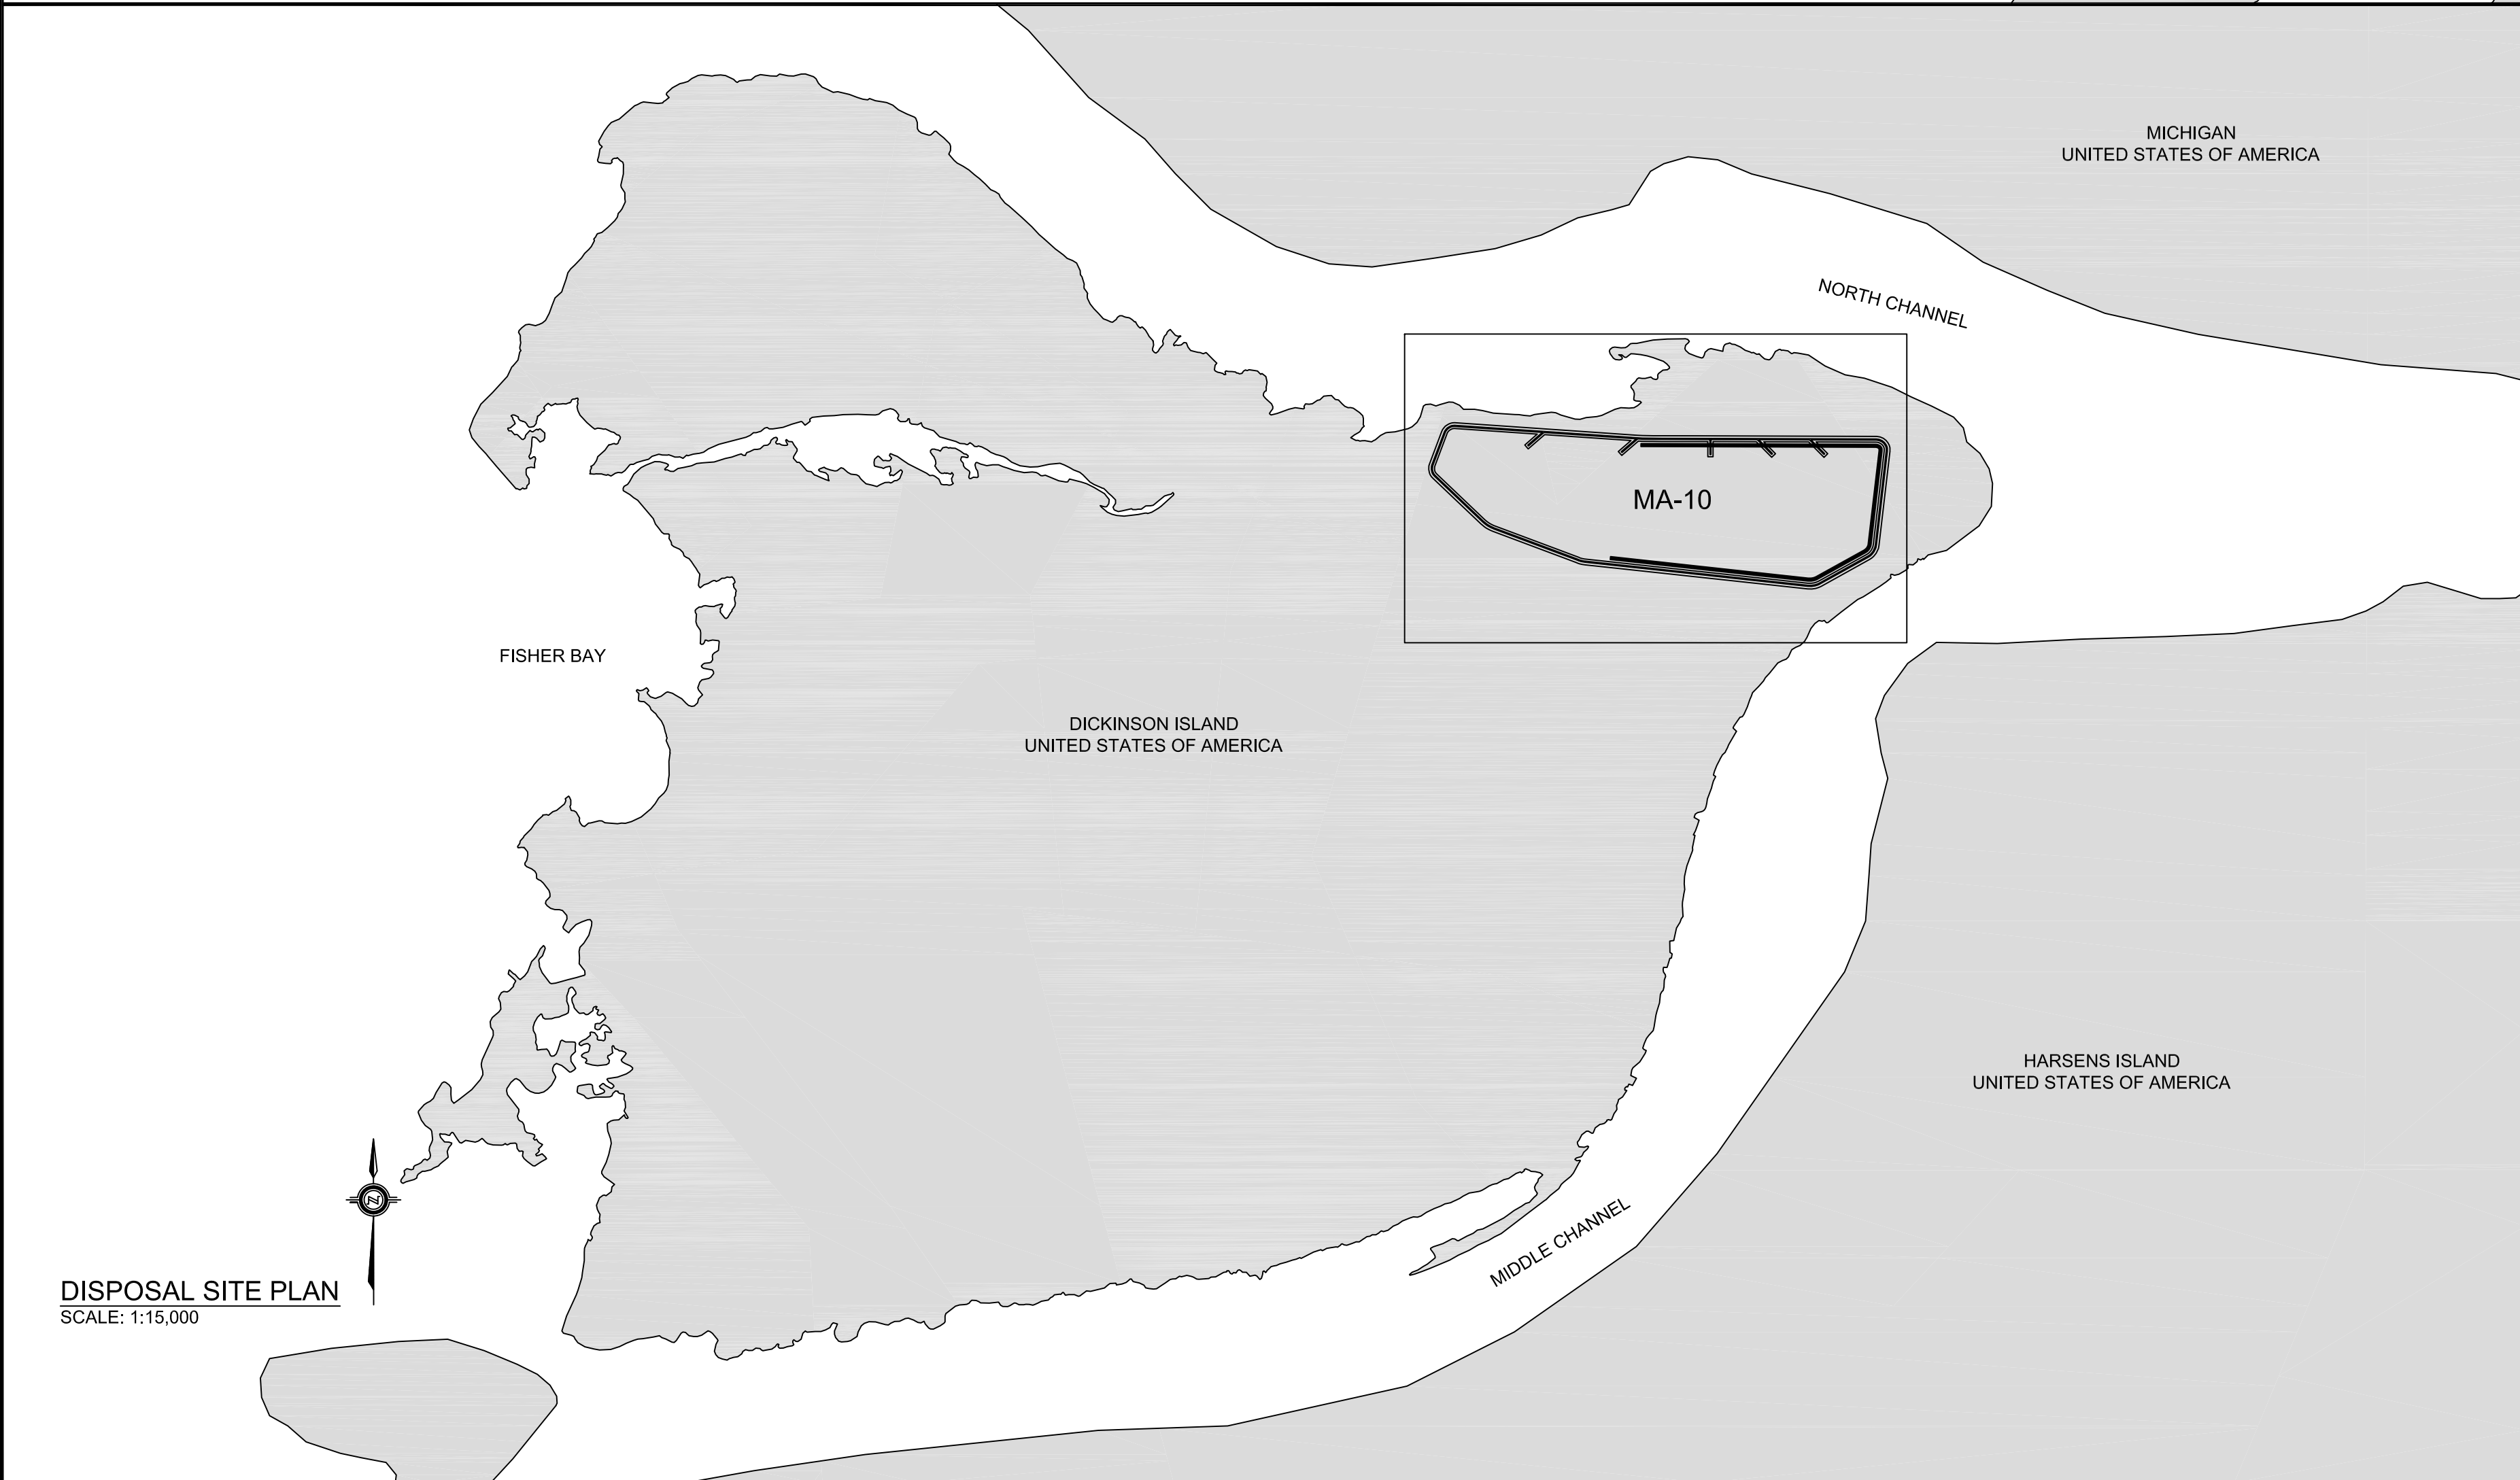 MICHIGAN
UNITED STATES OF AMERICA
NORTH CHANNEL
MA-10
FISHER BAY
DICKINSON ISLAND
UNITED STATES OF AMERICA
HARSENS ISLAND
UNITED STATES OF AMERICA
MIDDLE CHANNEL
N
DISPOSAL SITE PLAN
SCALE: 1:15,000